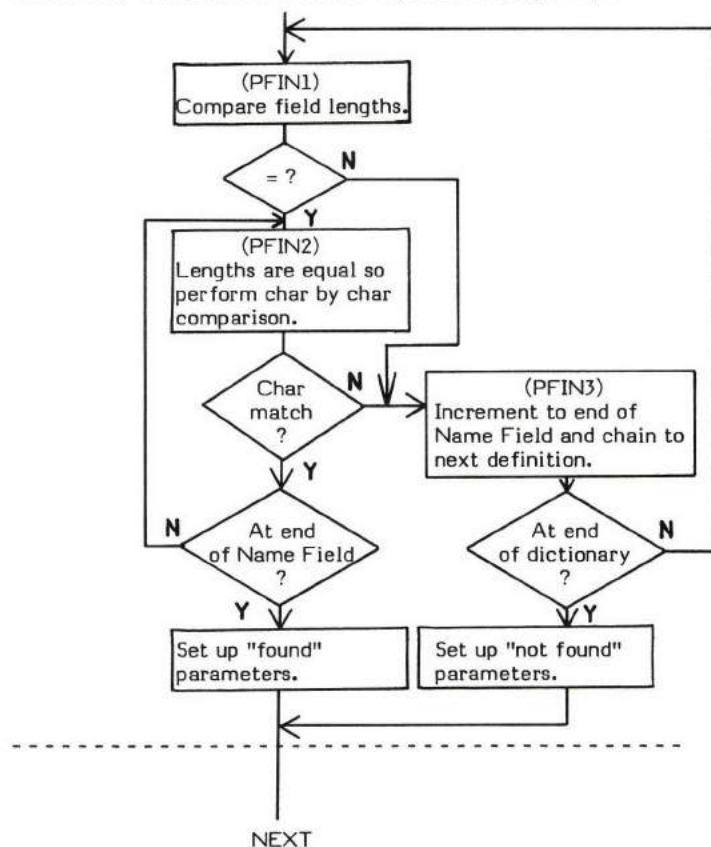 (PFIN1)
Compare field lengths.
= ?
N
Y
(PFIN2)
Lengths are equal so
perform char by char
comparison.
Char
match
?
N
Y
(PFIN3)
Increment to end of
Name Field and chain to
next definition.
At end
of Name Field
?
N
Y
At end
of dictionary
?
N
Y
Set up "found"
parameters.
Set up "not found"
parameters.
NEXT